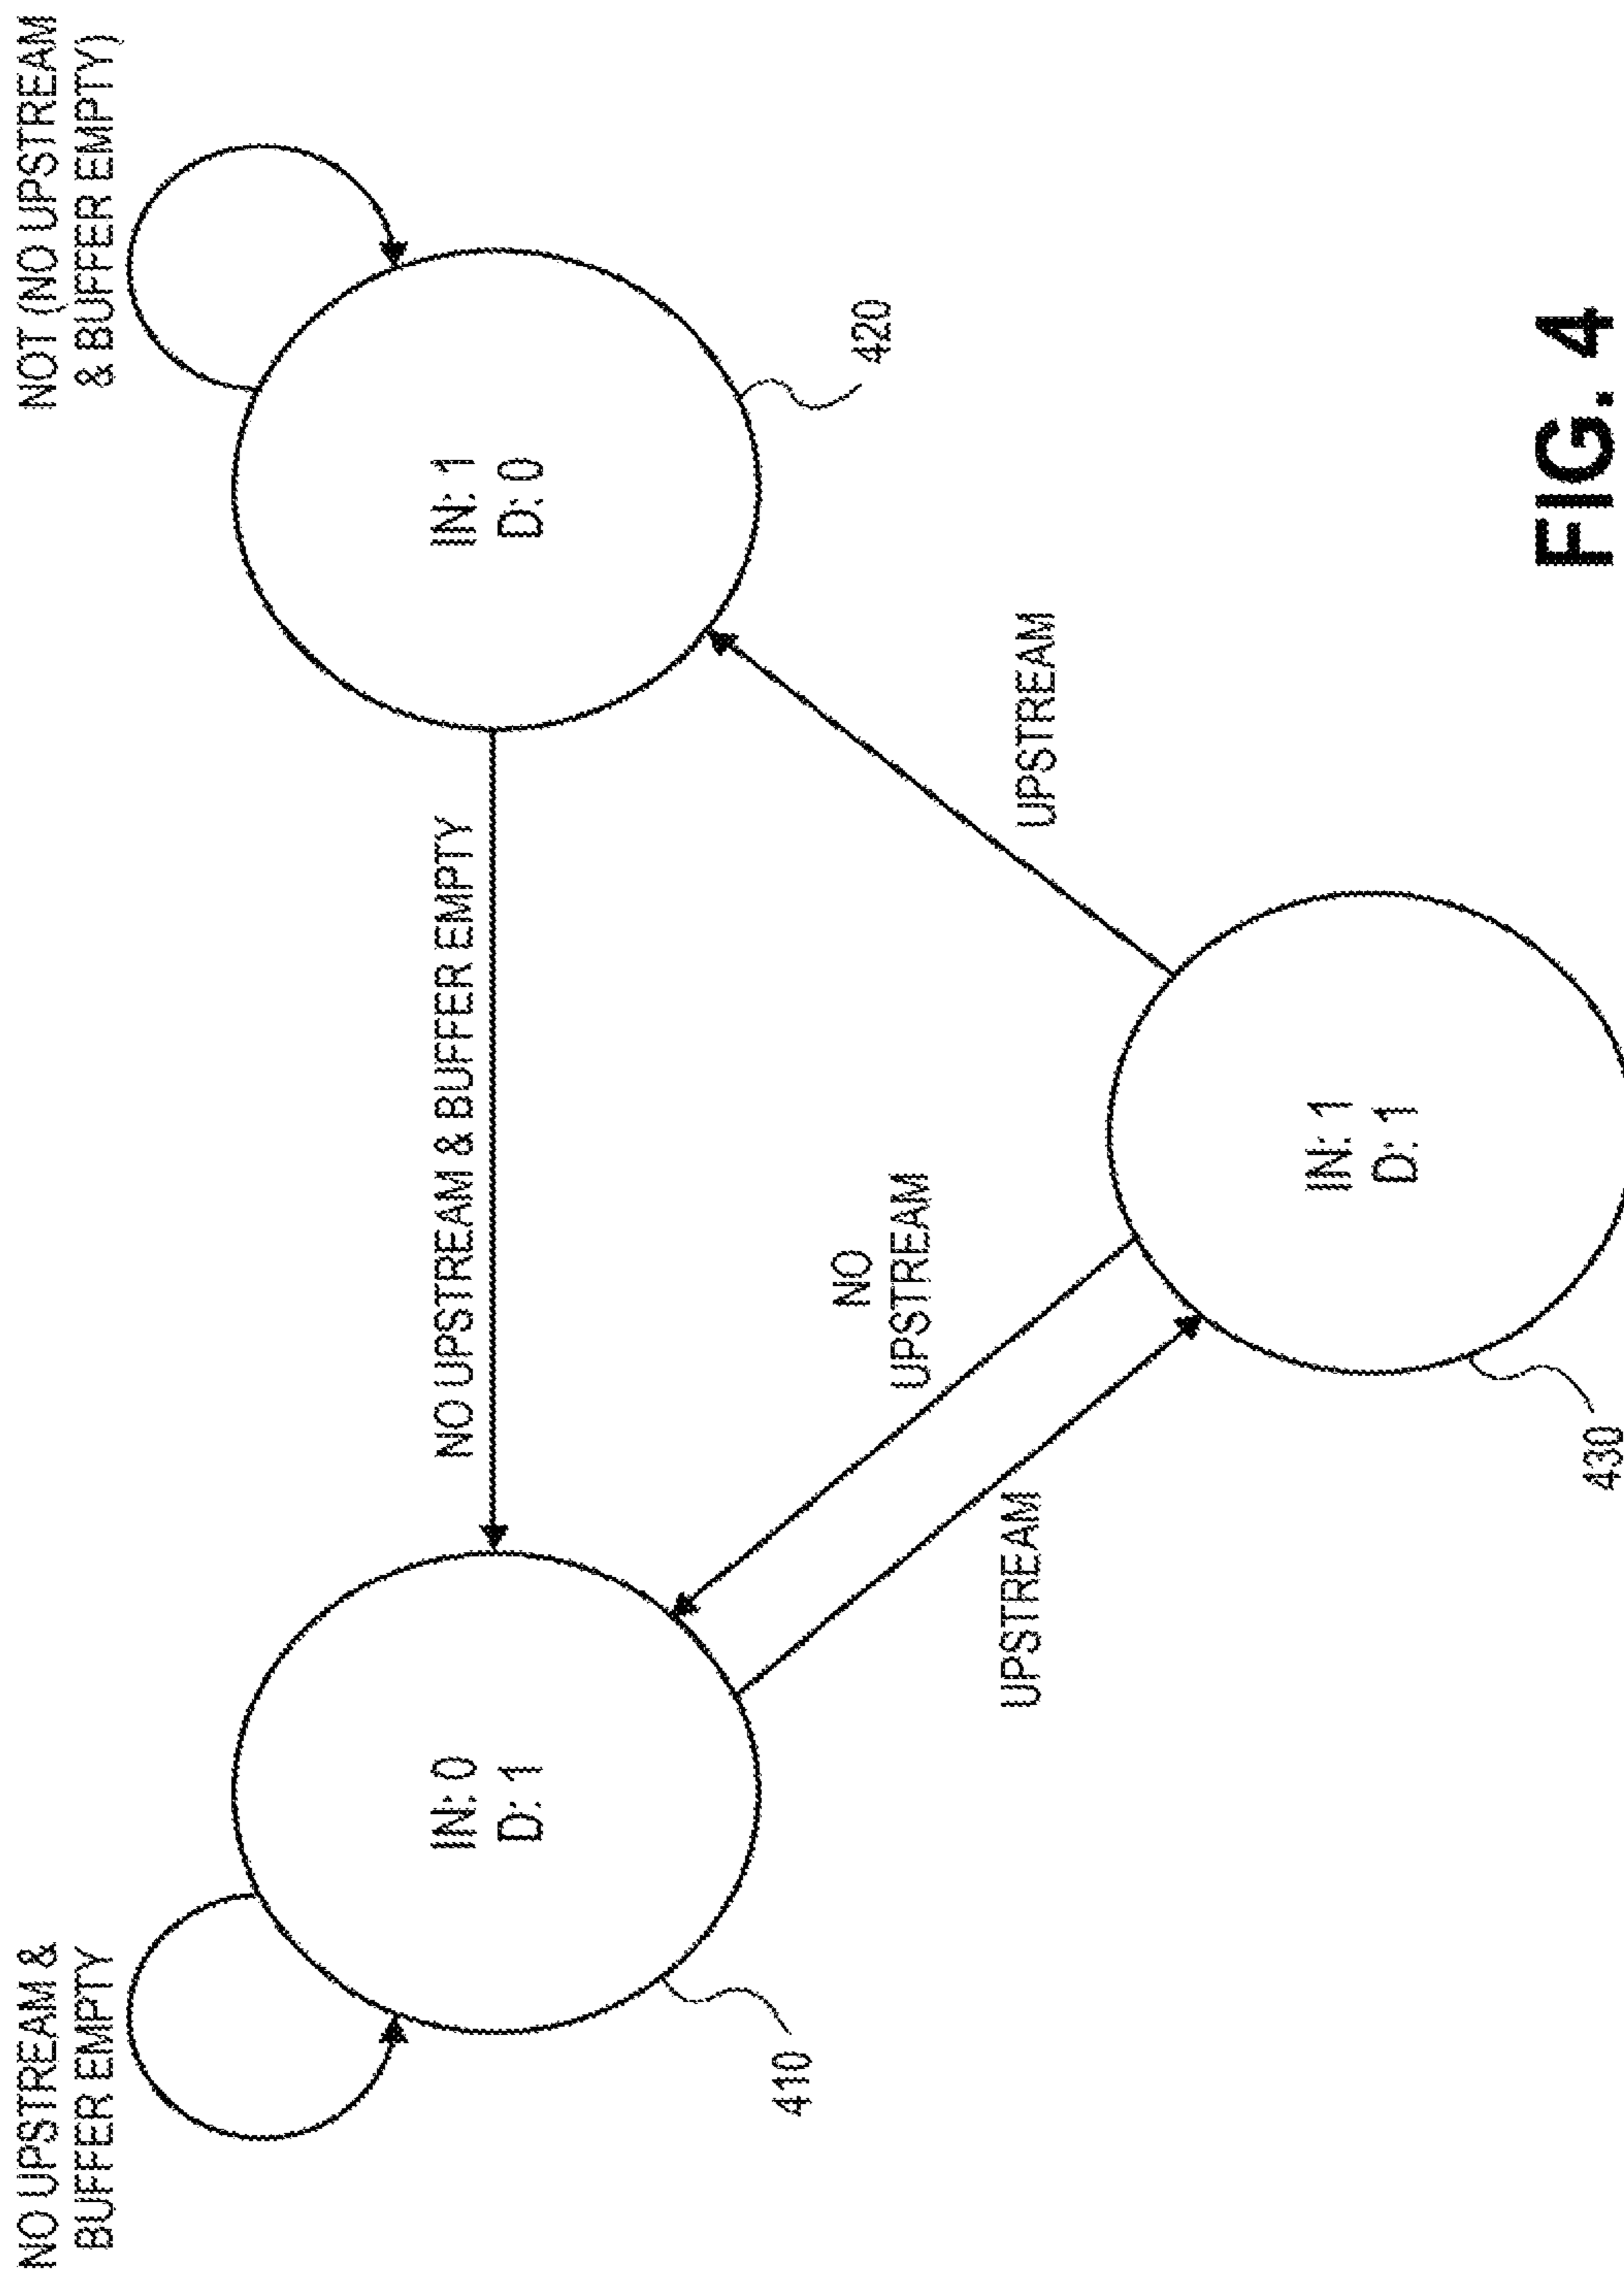 NO UPSTREAM &
BUFFER EMPTY
NOT (NO UPSTREAM
& BUFFER EMPTY)
IN: 0
D: 1
NO UPSTREAM & BUFFER EMPTY
IN: 1
D: 0
410
420
NO
UPSTREAM
UPSTREAM
UPSTREAM
IN: 1
D: 1
430
FIG. 4